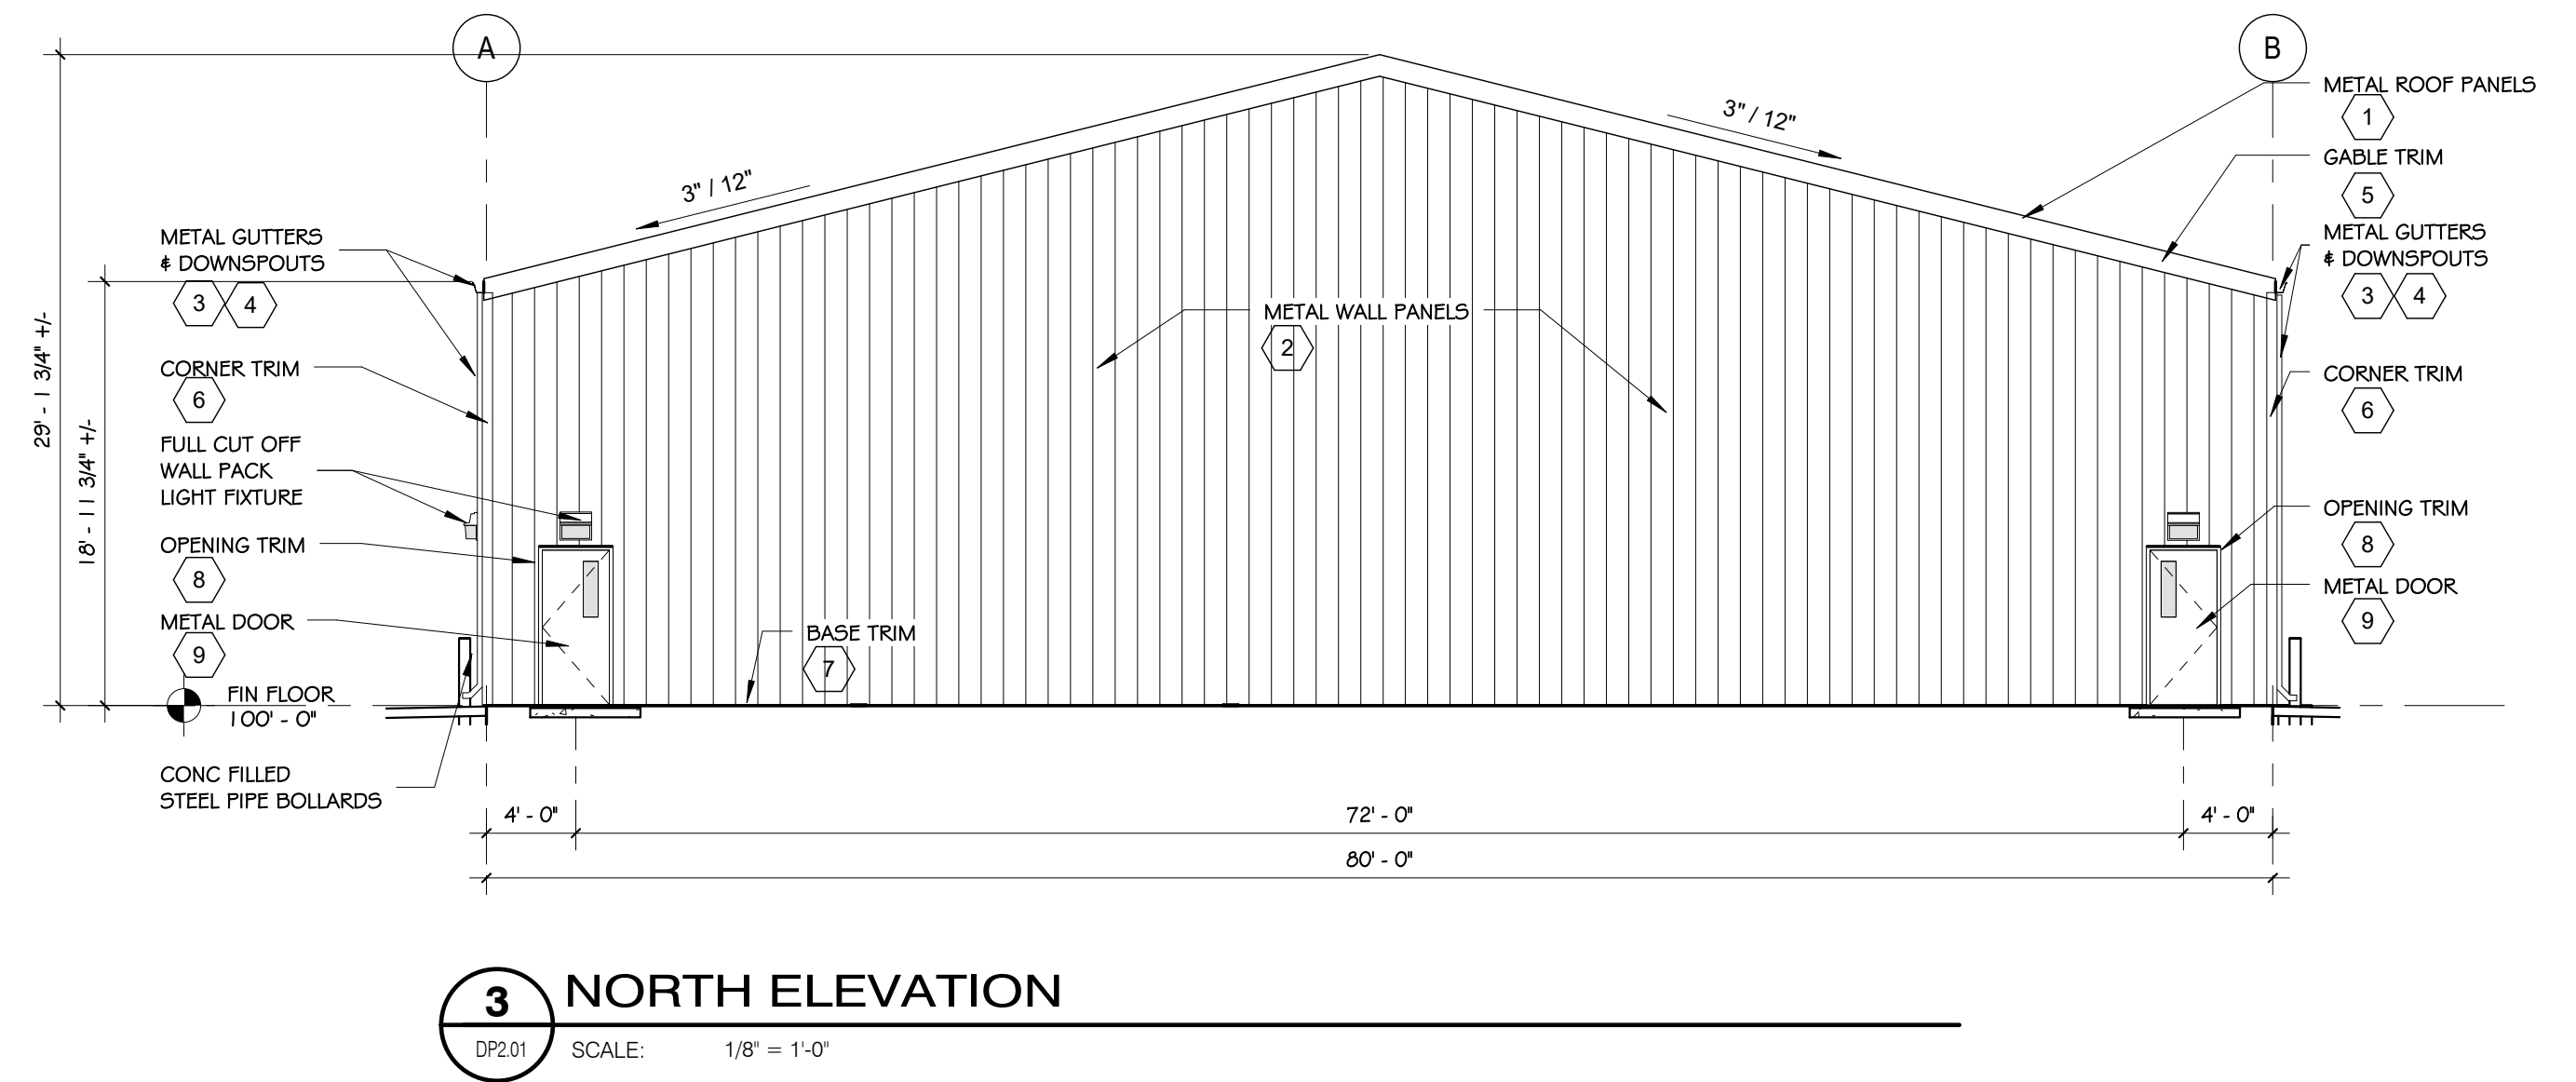 A
B
3" / 12"
3" / 12"
METAL ROOF PANELS
1
GABLE TRIM
5
METAL GUTTERS
& DOWNSPOUTS
3 4
CORNER TRIM
6
OPENING TRIM
8
METAL DOOR
9
METAL GUTTERS
& DOWNSPOUTS
3 4
CORNER TRIM
6
FULL CUT OFF
WALL PACK
LIGHT FIXTURE
OPENING TRIM
8
METAL DOOR
9
FIN FLOOR
100' - 0"
CONC FILLED
STEEL PIPE BOLLARDS
29' - 1 3/4" +/-
18' - 11 3/4" +/-
METAL WALL PANELS
2
BASE TRIM
7
4' - 0"
72' - 0"
4' - 0"
80' - 0"
3
DP2.01
NORTH ELEVATION
SCALE: 1/8" = 1'-0"